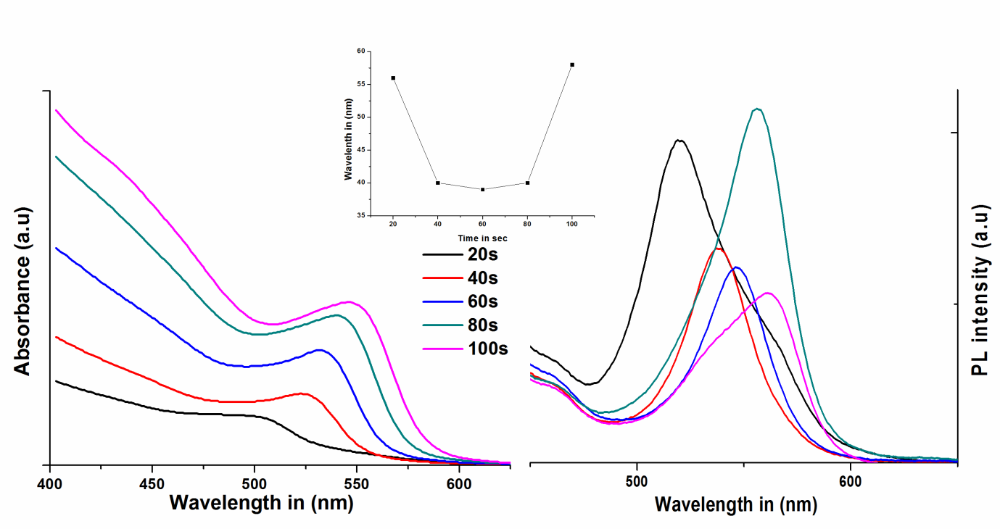 60
55
50
45
40
35
Wavelenth in (nm)
20 40 60 80 100
Time in sec
20s
40s
60s
80s
100s
Absorbance (a.u)
400 450 500 550 600
Wavelength in (nm)
500 600
Wavelength in (nm)
PL intensity (a.u)